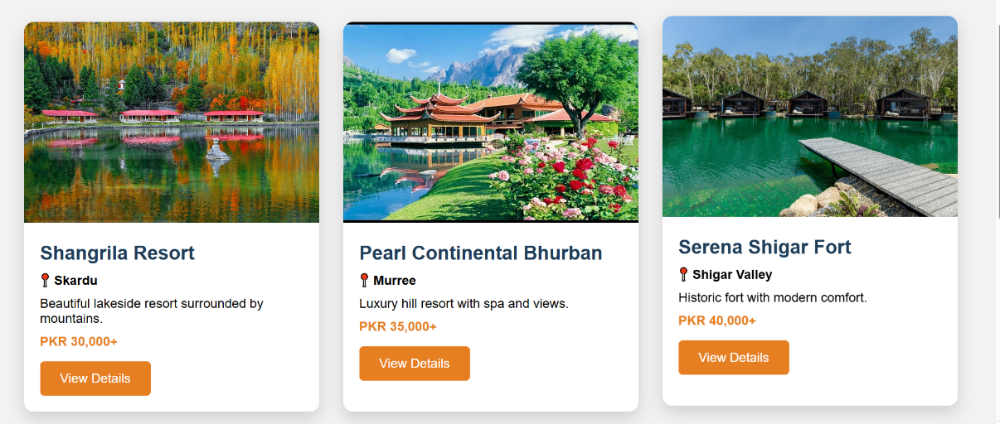 Shangrila Resort
📍 Skardu
Beautiful lakeside resort surrounded by
mountains.
PKR 30,000+
View Details
Pearl Continental Bhurban
📍 Murree
Luxury hill resort with spa and views.
PKR 35,000+
View Details
Serena Shigar Fort
📍 Shigar Valley
Historic fort with modern comfort.
PKR 40,000+
View Details